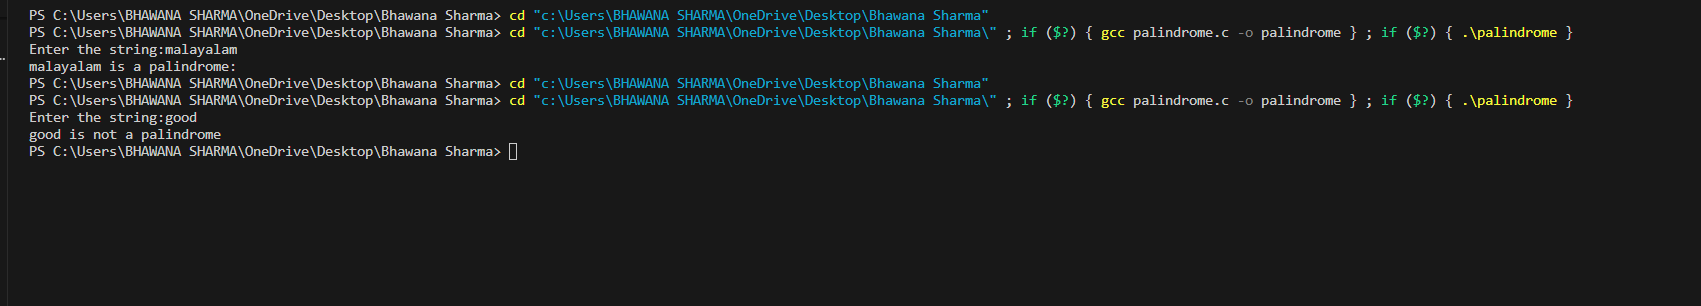 PS C:\Users\BHAWANA SHARMA\OneDrive\Desktop\Bhawana Sharma> cd "c:\Users\BHAWANA SHARMA\OneDrive\Desktop\Bhawana Sharma"
PS C:\Users\BHAWANA SHARMA\OneDrive\Desktop\Bhawana Sharma> cd "c:\Users\BHAWANA SHARMA\OneDrive\Desktop\Bhawana Sharma\" ; if ($?) { gcc palindrome.c -o palindrome } ; if ($?) { .\palindrome }
Enter the string:malayalam
malayalam is a palindrome:
PS C:\Users\BHAWANA SHARMA\OneDrive\Desktop\Bhawana Sharma> cd "c:\Users\BHAWANA SHARMA\OneDrive\Desktop\Bhawana Sharma"
PS C:\Users\BHAWANA SHARMA\OneDrive\Desktop\Bhawana Sharma> cd "c:\Users\BHAWANA SHARMA\OneDrive\Desktop\Bhawana Sharma\" ; if ($?) { gcc palindrome.c -o palindrome } ; if ($?) { .\palindrome }
Enter the string:good
good is not a palindrome
PS C:\Users\BHAWANA SHARMA\OneDrive\Desktop\Bhawana Sharma>